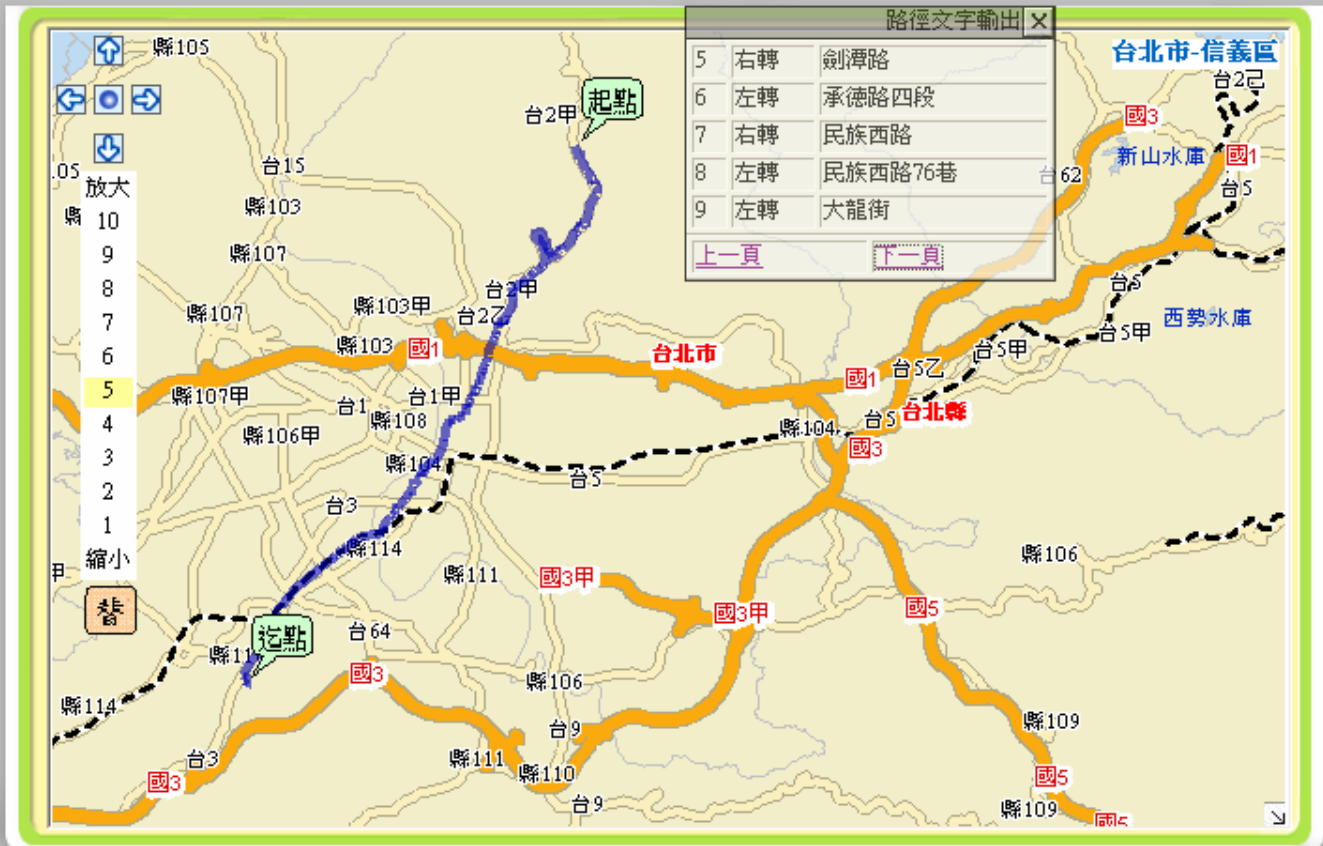 路徑文字輸出
5 右轉 劍潭路
6 左轉 承德路四段
7 右轉 民族西路
8 左轉 民族西路76巷
9 左轉 大龍街
上一頁 下一頁
台北市-信義區
縣105
台2己
台2甲
起點
國3
新山水庫
國1
.05
台15
台62
台5
放大
10
9
8
7
6
5
4
3
2
1
縮小
縣
縣103
縣107
台2甲
台5
縣107
縣103甲
台2乙
西勢水庫
縣103
國1
台北市
台5甲
台5甲
台5乙
國1
縣107甲
台1
台1甲
縣108
台北縣
台5
縣106甲
縣104
國3
縣104
台5
台3
縣114
縣106
甲
縣111
國3甲
國3甲
國5
迄點
台64
縣11
國3
縣106
縣114
台9
縣109
台3
縣111
縣110
國3
國5
台9
縣109
國5